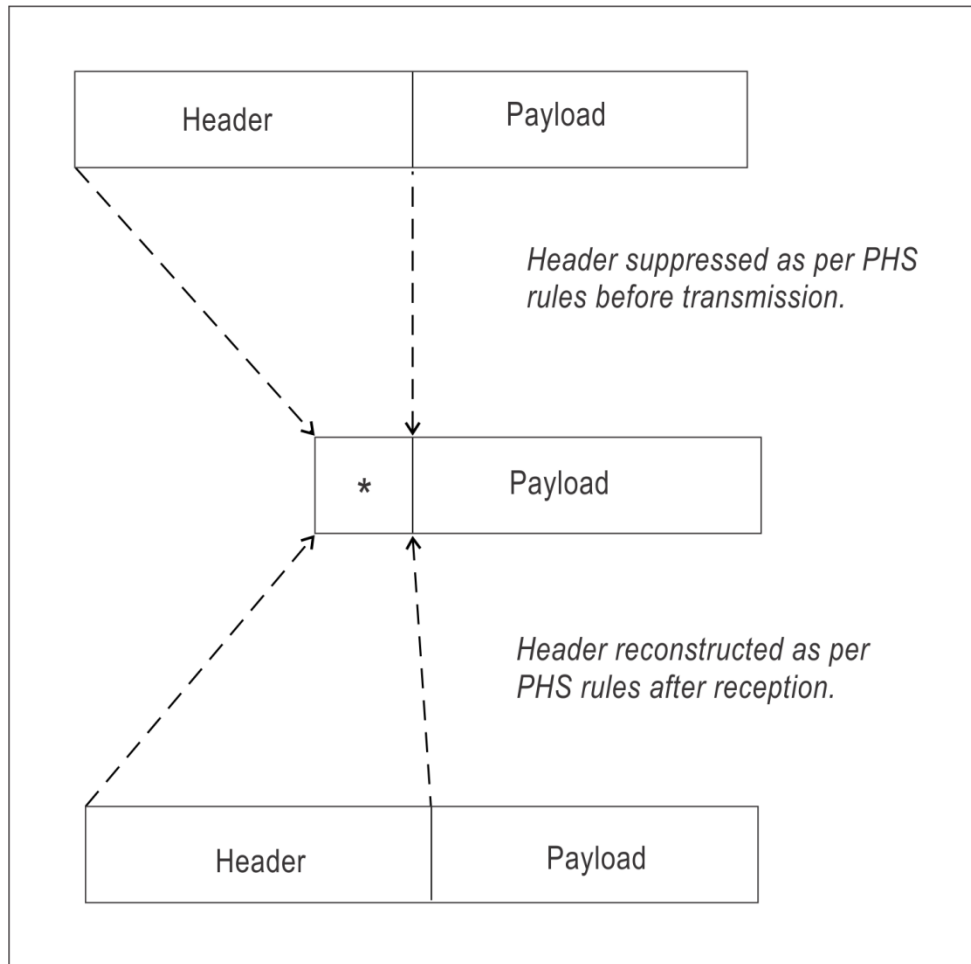 Header Payload
Header suppressed as per PHS
rules before transmission.
* Payload
Header reconstructed as per
PHS rules after reception.
Header Payload